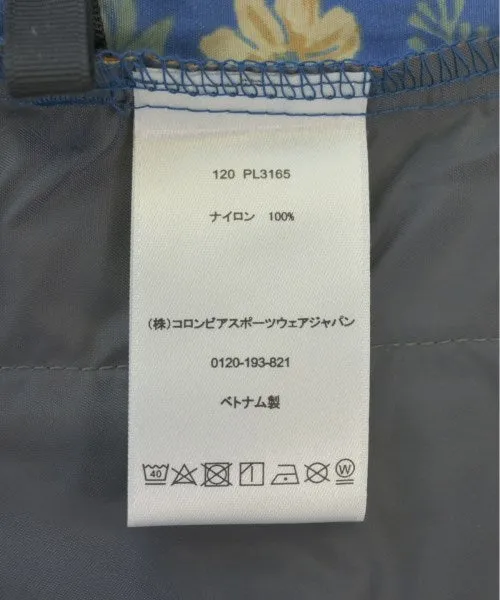 120 PL3165
ナイロン 100%
(株)コロンビアスポーツウェアジャパン
0120-193-821
ベトナム製
40 W